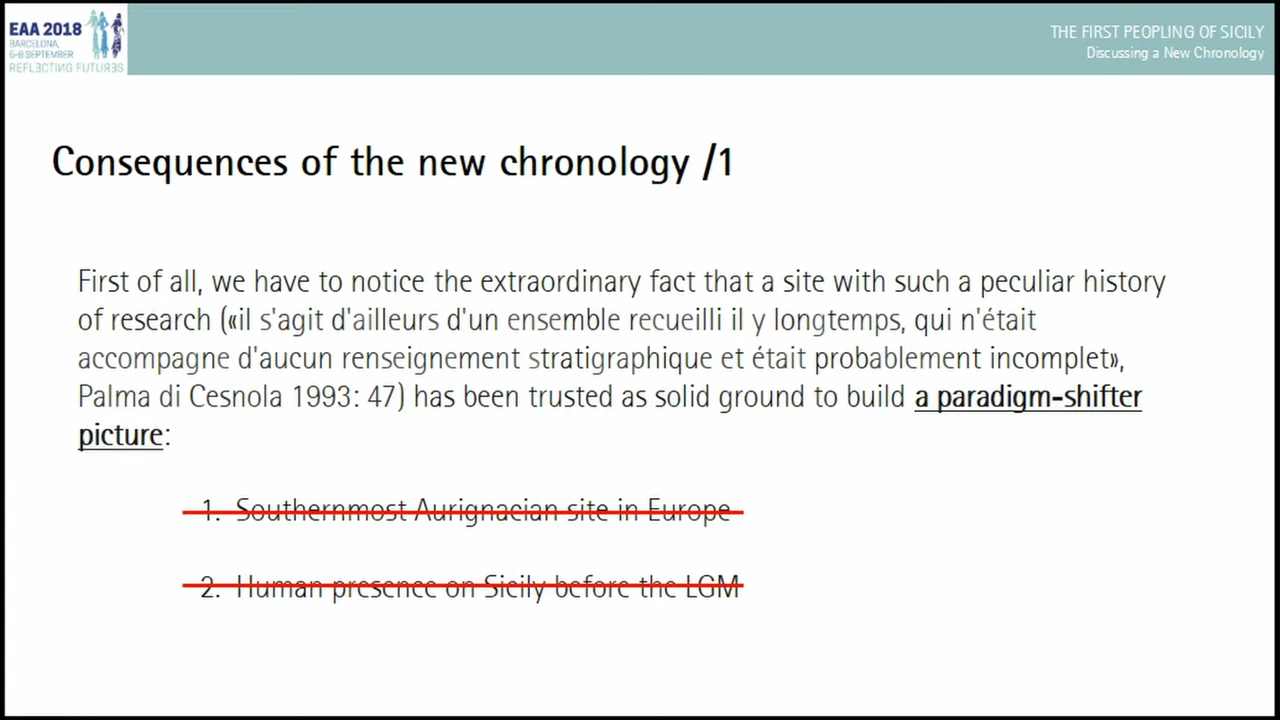 EAA 2018
BARCELONA,
5-8 SEPTEMBER
REFLECTING FUTURES
THE FIRST PEOPLING OF SICILY
Discussing a New Chronology
Consequences of the new chronology /1
First of all, we have to notice the extraordinary fact that a site with such a peculiar history
of research («il s'agit d'ailleurs d'un ensemble recueilli il y longtemps, qui n'était
accompagne d'aucun renseignement stratigraphique et était probablement incomplet»,
Palma di Cesnola 1993: 47) has been trusted as solid ground to build a paradigm-shifter
picture:
1. Southernmost Aurignacian site in Europe
2. Human presence on Sicily before the LGM